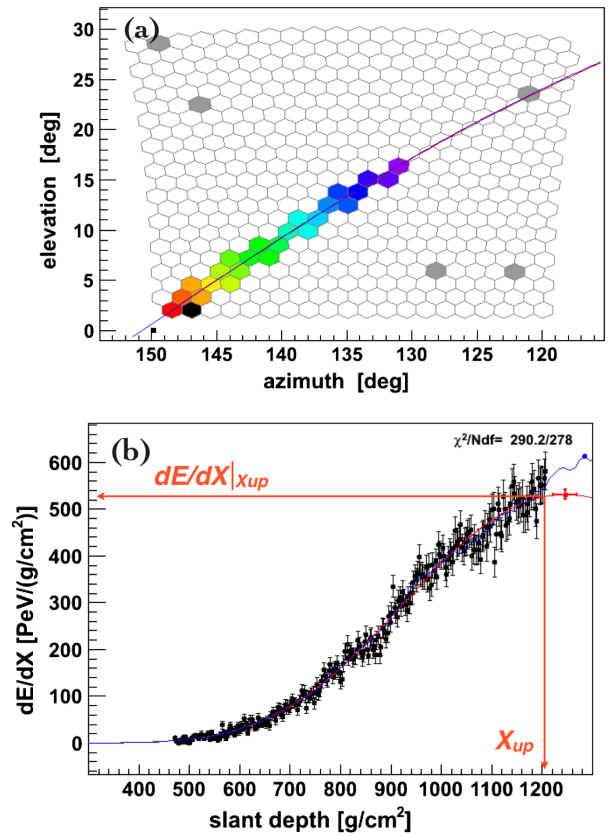 (a)
30
25
20
15
10
5
0
elevation [deg]
150 145 140 135 130 125 120
azimuth [deg]
(b)
χ²/Ndf= 290.2/278
600
500
400
300
200
100
0
dE/dX [PeV/(g/cm²)]
dE/dX|Xup
Xup
400 500 600 700 800 900 1000 1100 1200
slant depth [g/cm²]